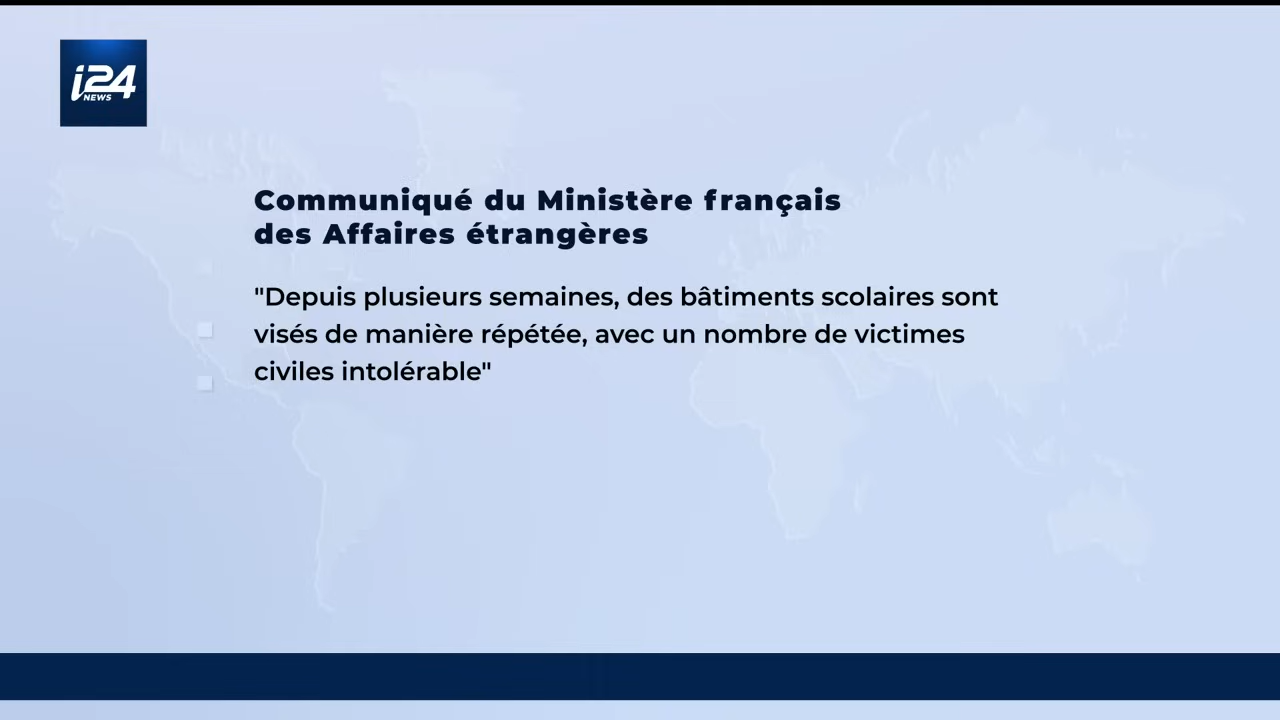 i24
NEWS
Communiqué du Ministère français
des Affaires étrangères
"Depuis plusieurs semaines, des bâtiments scolaires sont
visés de manière répétée, avec un nombre de victimes
civiles intolérable"